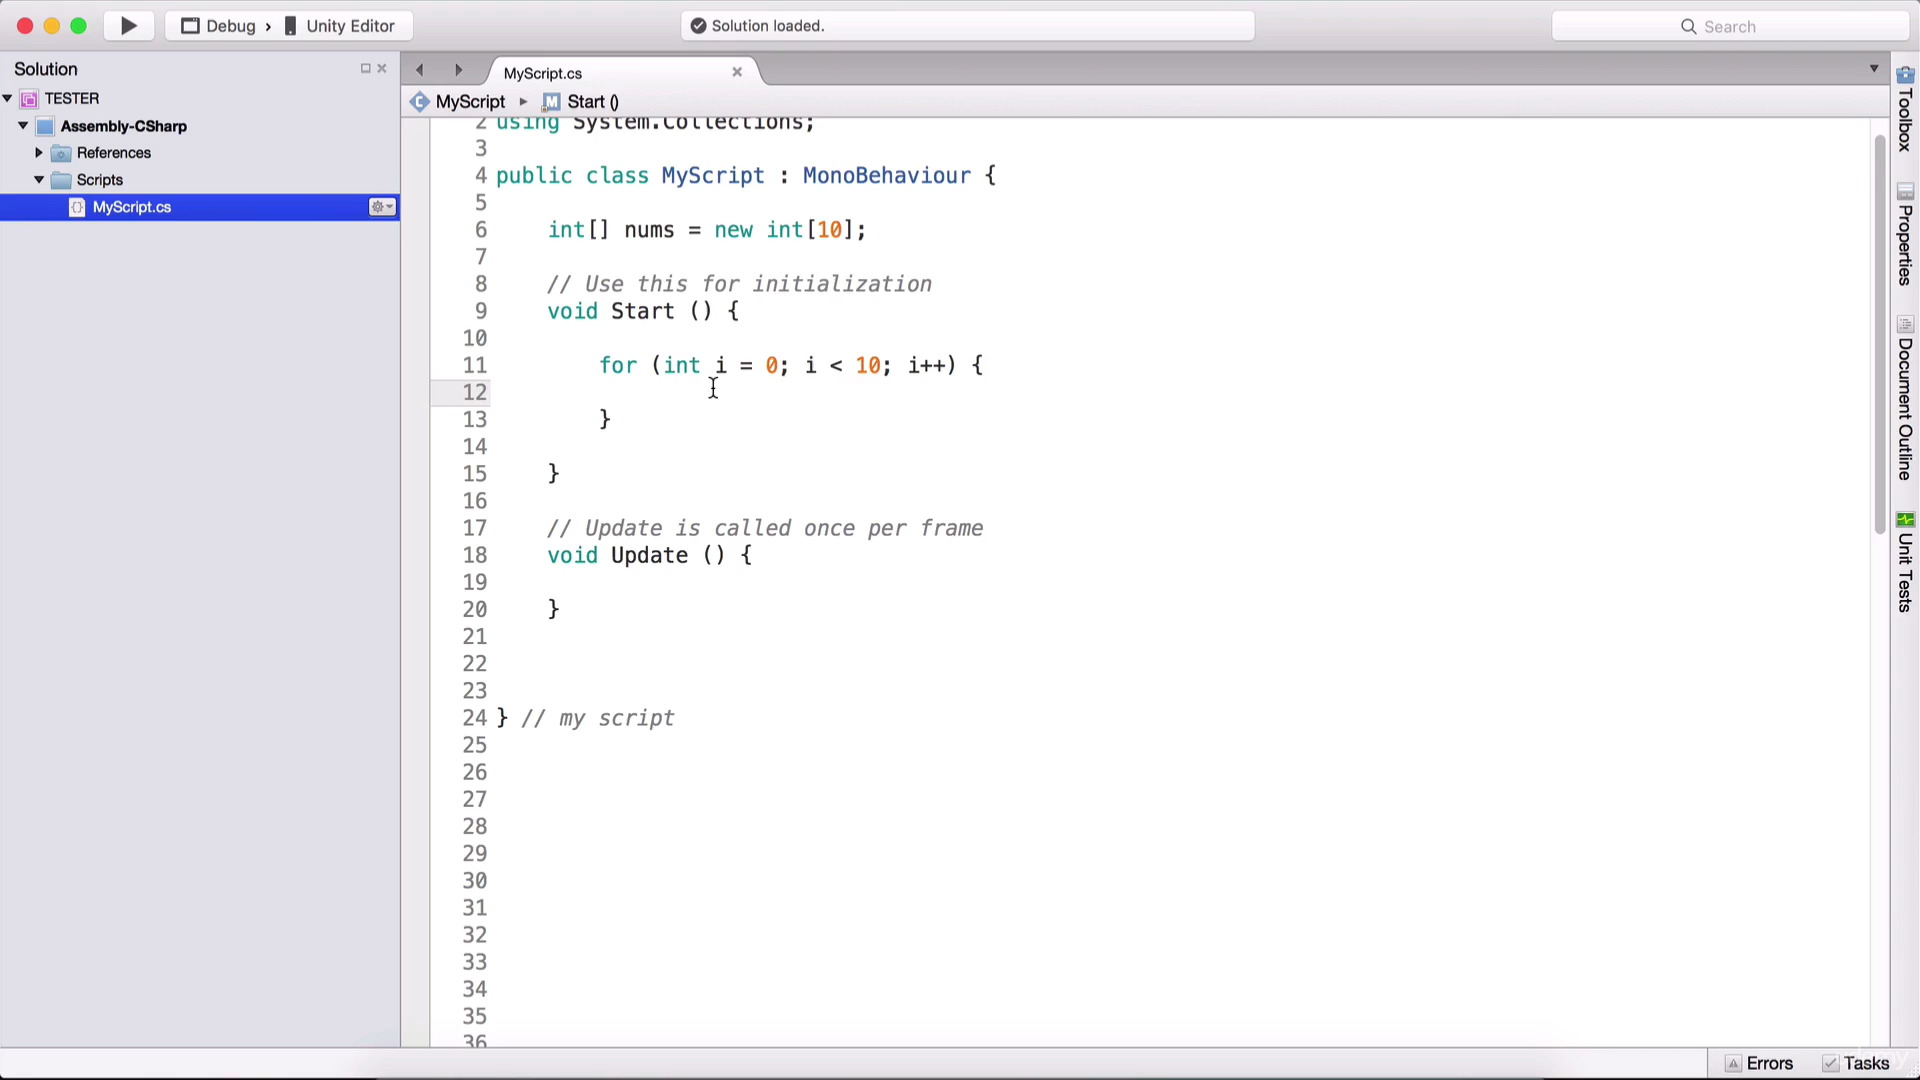 Debug › Unity Editor
Solution loaded.
Search
Solution
TESTER
Assembly-CSharp
References
Scripts
MyScript.cs
MyScript.cs
MyScript Start ()
2 using System.Collections;
3
4 public class MyScript : MonoBehaviour {
5
6 int[] nums = new int[10];
7
8 // Use this for initialization
9 void Start () {
10
11 for (int i = 0; i < 10; i++) {
12
13 }
14
15 }
16
17 // Update is called once per frame
18 void Update () {
19
20 }
21
22
23
24 } // my script
25
26
27
28
29
30
31
32
33
34
35
36
Toolbox
Properties
Document Outline
Unit Tests
Errors
Tasks